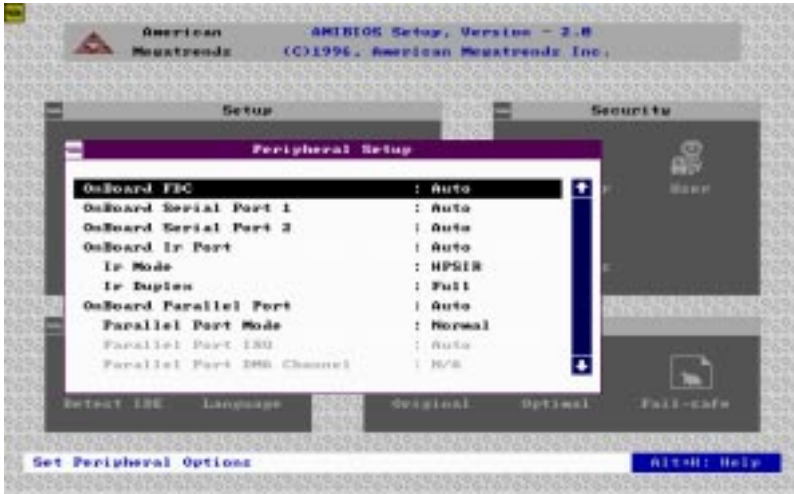 American Megatrends
AMIBIOS Setup, Version - 2.0
(C)1996, American Megatrends Inc.
Setup
Security
Peripheral Setup
OnBoard FDC : Auto
OnBoard Serial Port 1 : Auto
OnBoard Serial Port 2 : Auto
OnBoard Ir Port : Auto
Ir Mode : HPSIR
Ir Duplex : Full
OnBoard Parallel Port : Auto
Parallel Port Mode : Normal
Parallel Port IRQ : Auto
Parallel Port DMA Channel : N/A
User
Detect IDE
Language
Original
Optimal
Fail-safe
Set Peripheral Options
Alt+H: Help